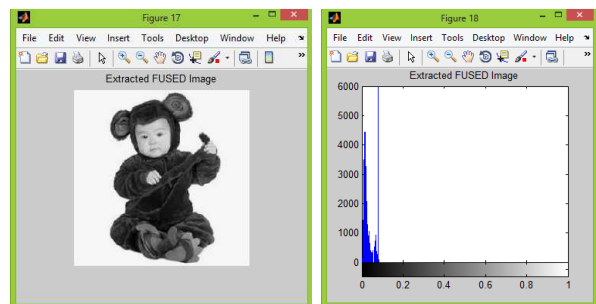 Figure 17
File Edit View Insert Tools Desktop Window Help
Extracted FUSED Image
Figure 18
File Edit View Insert Tools Desktop Window Help
Extracted FUSED Image
6000
5000
4000
3000
2000
1000
0
0 0.2 0.4 0.6 0.8 1